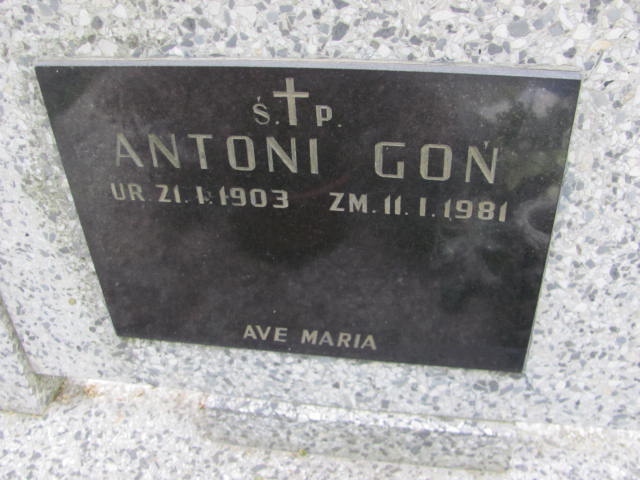 Ś. P.
ANTONI GOŃ
UR. 21. I. 1903 ZM. 11. I. 1981
AVE MARIA